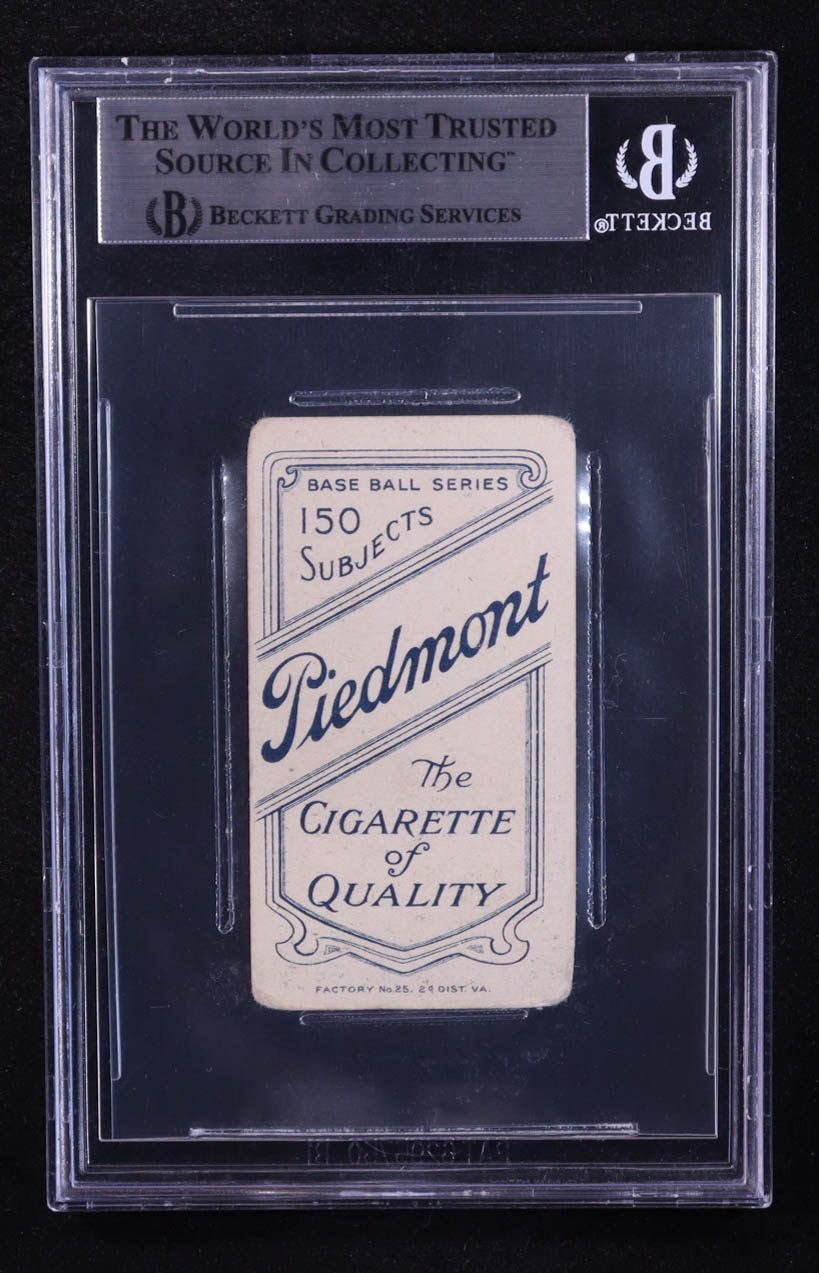 THE WORLD'S MOST TRUSTED
SOURCE IN COLLECTING™
B BECKETT GRADING SERVICES
B
BECKETT®
BASE BALL SERIES
150
SUBJECTS
Piedmont
The
CIGARETTE
of
QUALITY
FACTORY No. 25. 2d DIST. VA.